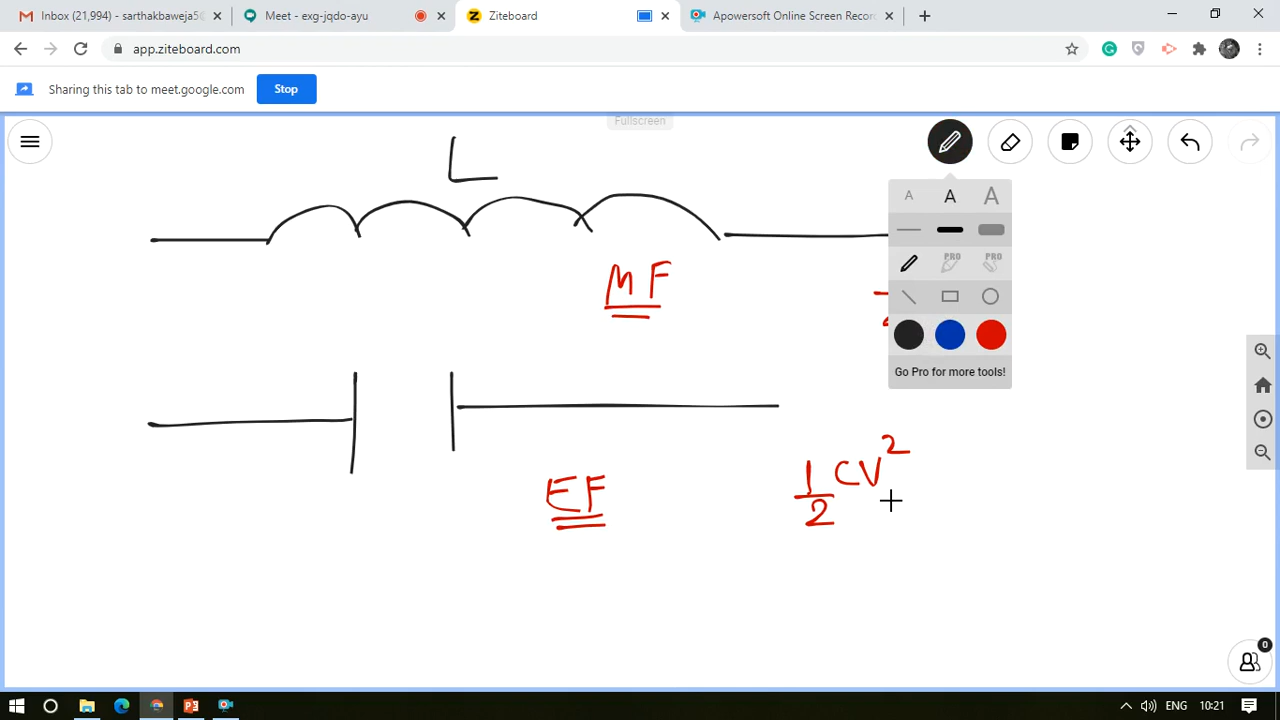 Inbox (21,994) - sarthakbaweja5
Meet - exg-jqdo-ayu
Ziteboard
Apowersoft Online Screen Record
app.ziteboard.com
Sharing this tab to meet.google.com
Stop
Fullscreen
L
A A A
MF
PRO PRO
Go Pro for more tools!
EF
1/2 CV²
0
ENG 10:21